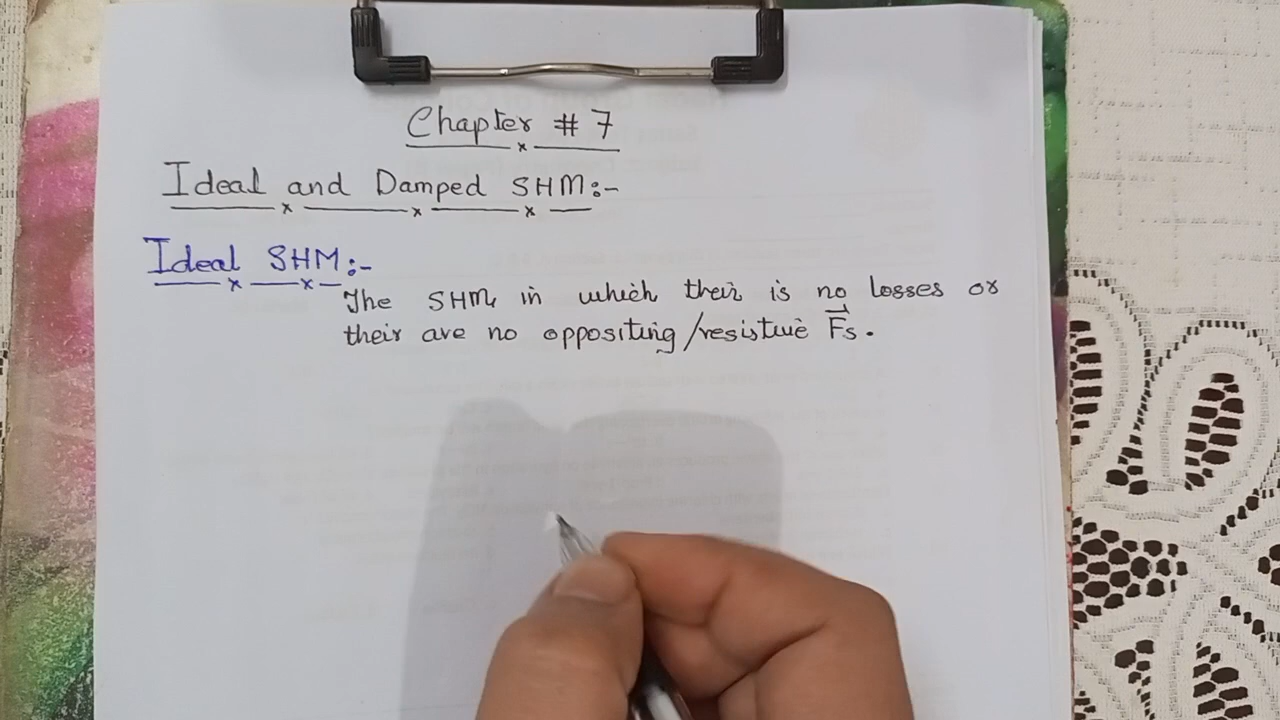 Chapter # 7
Ideal and Damped SHM:-
Ideal SHM:-
The SHM, in which their is no losses or
their are no oppositing/resistive F⃗s.